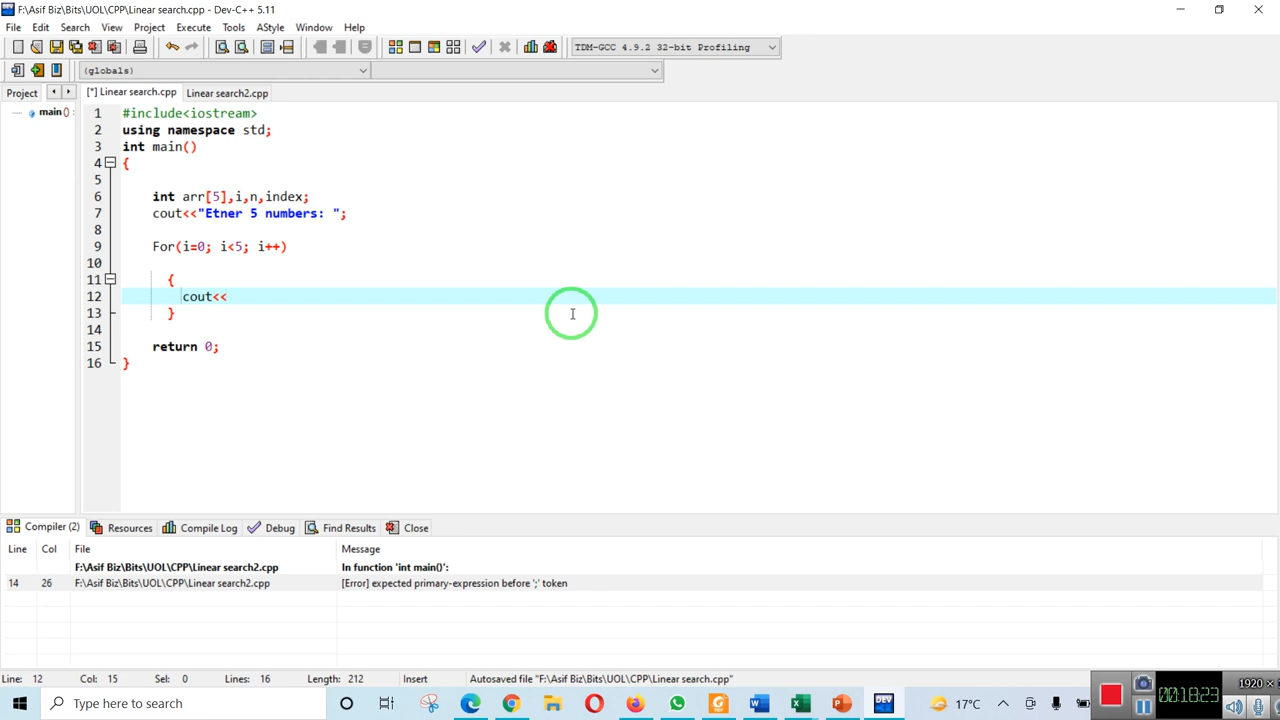 F:\Asif Biz\Bits\UOL\CPP\Linear search.cpp - Dev-C++ 5.11
File Edit Search View Project Execute Tools AStyle Window Help
TDM-GCC 4.9.2 32-bit Profiling
(globals)
Project [*] Linear search.cpp Linear search2.cpp
main() :
1 #include<iostream>
2 using namespace std;
3 int main()
4 {
5
6 int arr[5],i,n,index;
7 cout<<"Etner 5 numbers: ";
8
9 For(i=0; i<5; i++)
10
11 {
12 cout<<
13 }
14
15 return 0;
16 }
Compiler (2) Resources Compile Log Debug Find Results Close
Line Col File Message
F:\Asif Biz\Bits\UOL\CPP\Linear search2.cpp In function 'int main()':
14 26 F:\Asif Biz\Bits\UOL\CPP\Linear search2.cpp [Error] expected primary-expression before ';' token
Line: 12 Col: 15 Sel: 0 Lines: 16 Length: 212 Insert Autosaved file "F:\Asif Biz\Bits\UOL\CPP\Linear search.cpp"
Type here to search 17°C 00:18:23 1920 ×